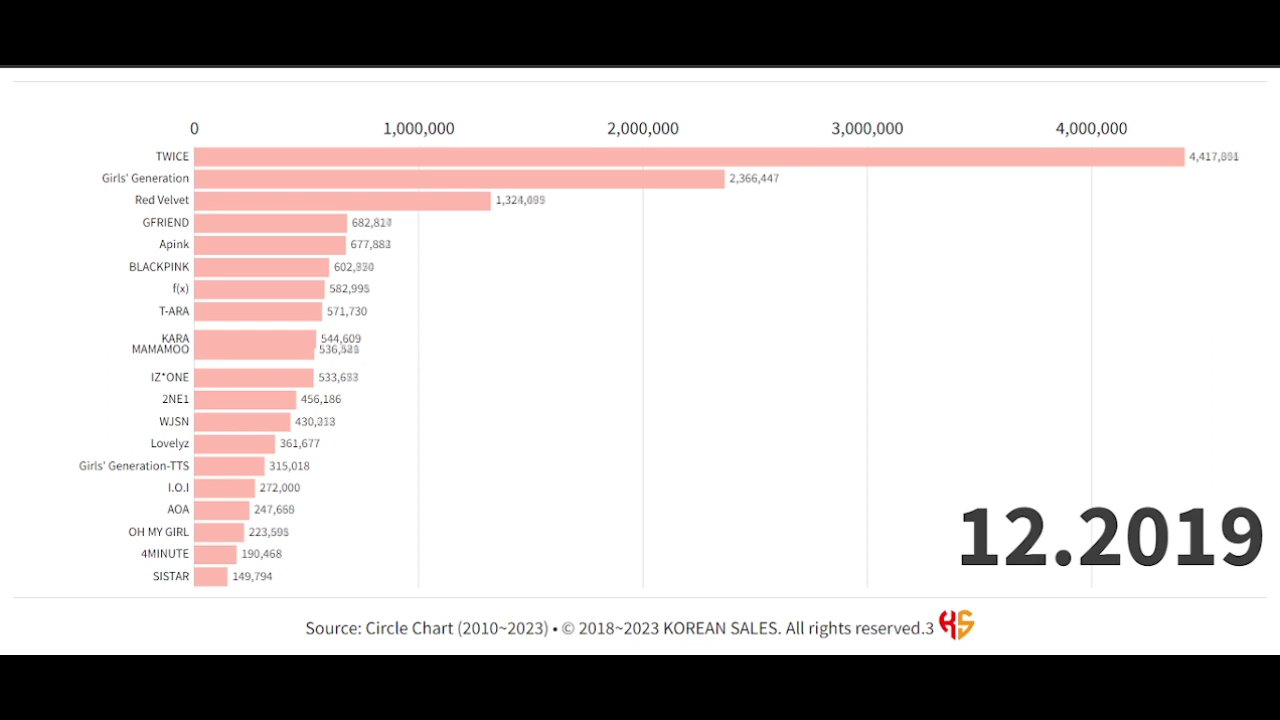 0 1,000,000 2,000,000 3,000,000 4,000,000
TWICE
Girls' Generation 2,366,447
Red Velvet
GFRIEND
Apink
BLACKPINK
f(x) 582,995
T-ARA 571,730
KARA 544,609
MAMAMOO
IZ*ONE
2NE1 456,186
WJSN
Lovelyz 361,677
Girls' Generation-TTS 315,018
I.O.I 272,000
AOA
OH MY GIRL
4MINUTE 190,468
SISTAR 149,794
12.2019
Source: Circle Chart (2010~2023) • © 2018~2023 KOREAN SALES. All rights reserved.3 KS